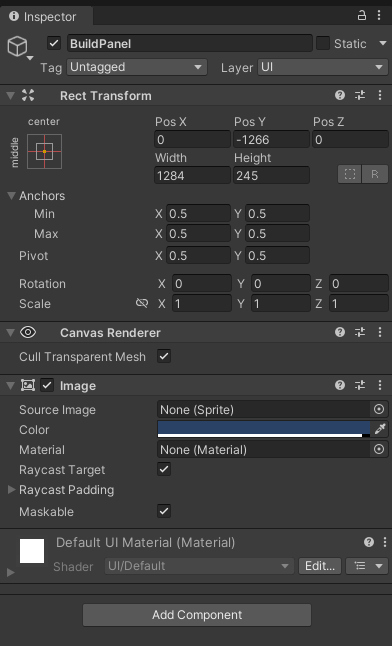 Inspector
BuildPanel Static
Tag Untagged Layer UI
Rect Transform
center Pos X Pos Y Pos Z
middle 0 -1266 0
Width Height
1284 245 R
Anchors
Min X 0.5 Y 0.5
Max X 0.5 Y 0.5
Pivot X 0.5 Y 0.5
Rotation X 0 Y 0 Z 0
Scale X 1 Y 1 Z 1
Canvas Renderer
Cull Transparent Mesh
Image
Source Image None (Sprite)
Color
Material None (Material)
Raycast Target
Raycast Padding
Maskable
Default UI Material (Material)
Shader UI/Default Edit...
Add Component